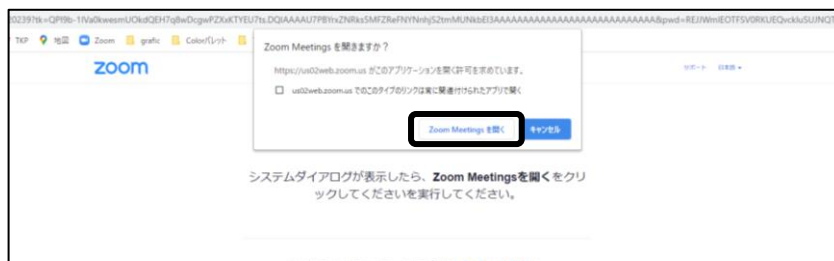 TKP 地図 Zoom grafic Colorパレット
zoom
Zoom Meetings を開きますか？
https://us02web.zoom.us がこのアプリケーションを開く許可を求めています。
us02web.zoom.us でのこのタイプのリンクは常に関連付けられたアプリで開く
サポート 日本語
Zoom Meetings を開く キャンセル
システムダイアログが表示したら、Zoom Meetingsを開くをクリ
ックしてくださいを実行してください。